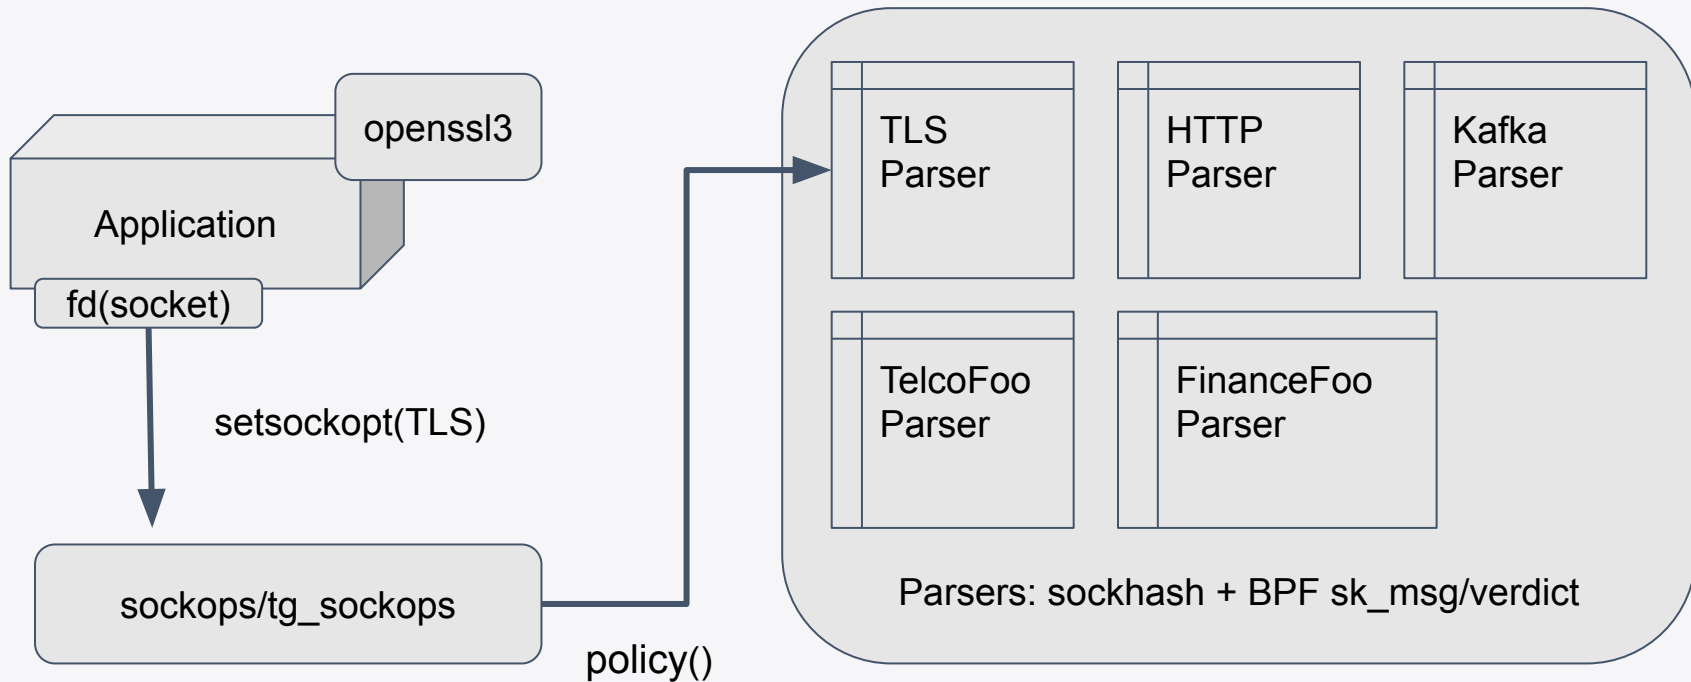 openssl3
Application
fd(socket)
setsockopt(TLS)
sockops/tg_sockops
policy()
TLS
Parser
HTTP
Parser
Kafka
Parser
TelcoFoo
Parser
FinanceFoo
Parser
Parsers: sockhash + BPF sk_msg/verdict